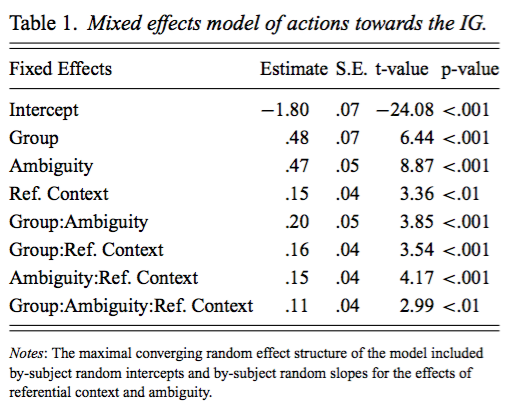 Table 1. Mixed effects model of actions towards the IG.
Fixed Effects Estimate S.E. t-value p-value
Intercept −1.80 .07 −24.08 <.001
Group .48 .07 6.44 <.001
Ambiguity .47 .05 8.87 <.001
Ref. Context .15 .04 3.36 <.01
Group:Ambiguity .20 .05 3.85 <.001
Group:Ref. Context .16 .04 3.54 <.001
Ambiguity:Ref. Context .15 .04 4.17 <.001
Group:Ambiguity:Ref. Context .11 .04 2.99 <.01
Notes: The maximal converging random effect structure of the model included
by-subject random intercepts and by-subject random slopes for the effects of
referential context and ambiguity.